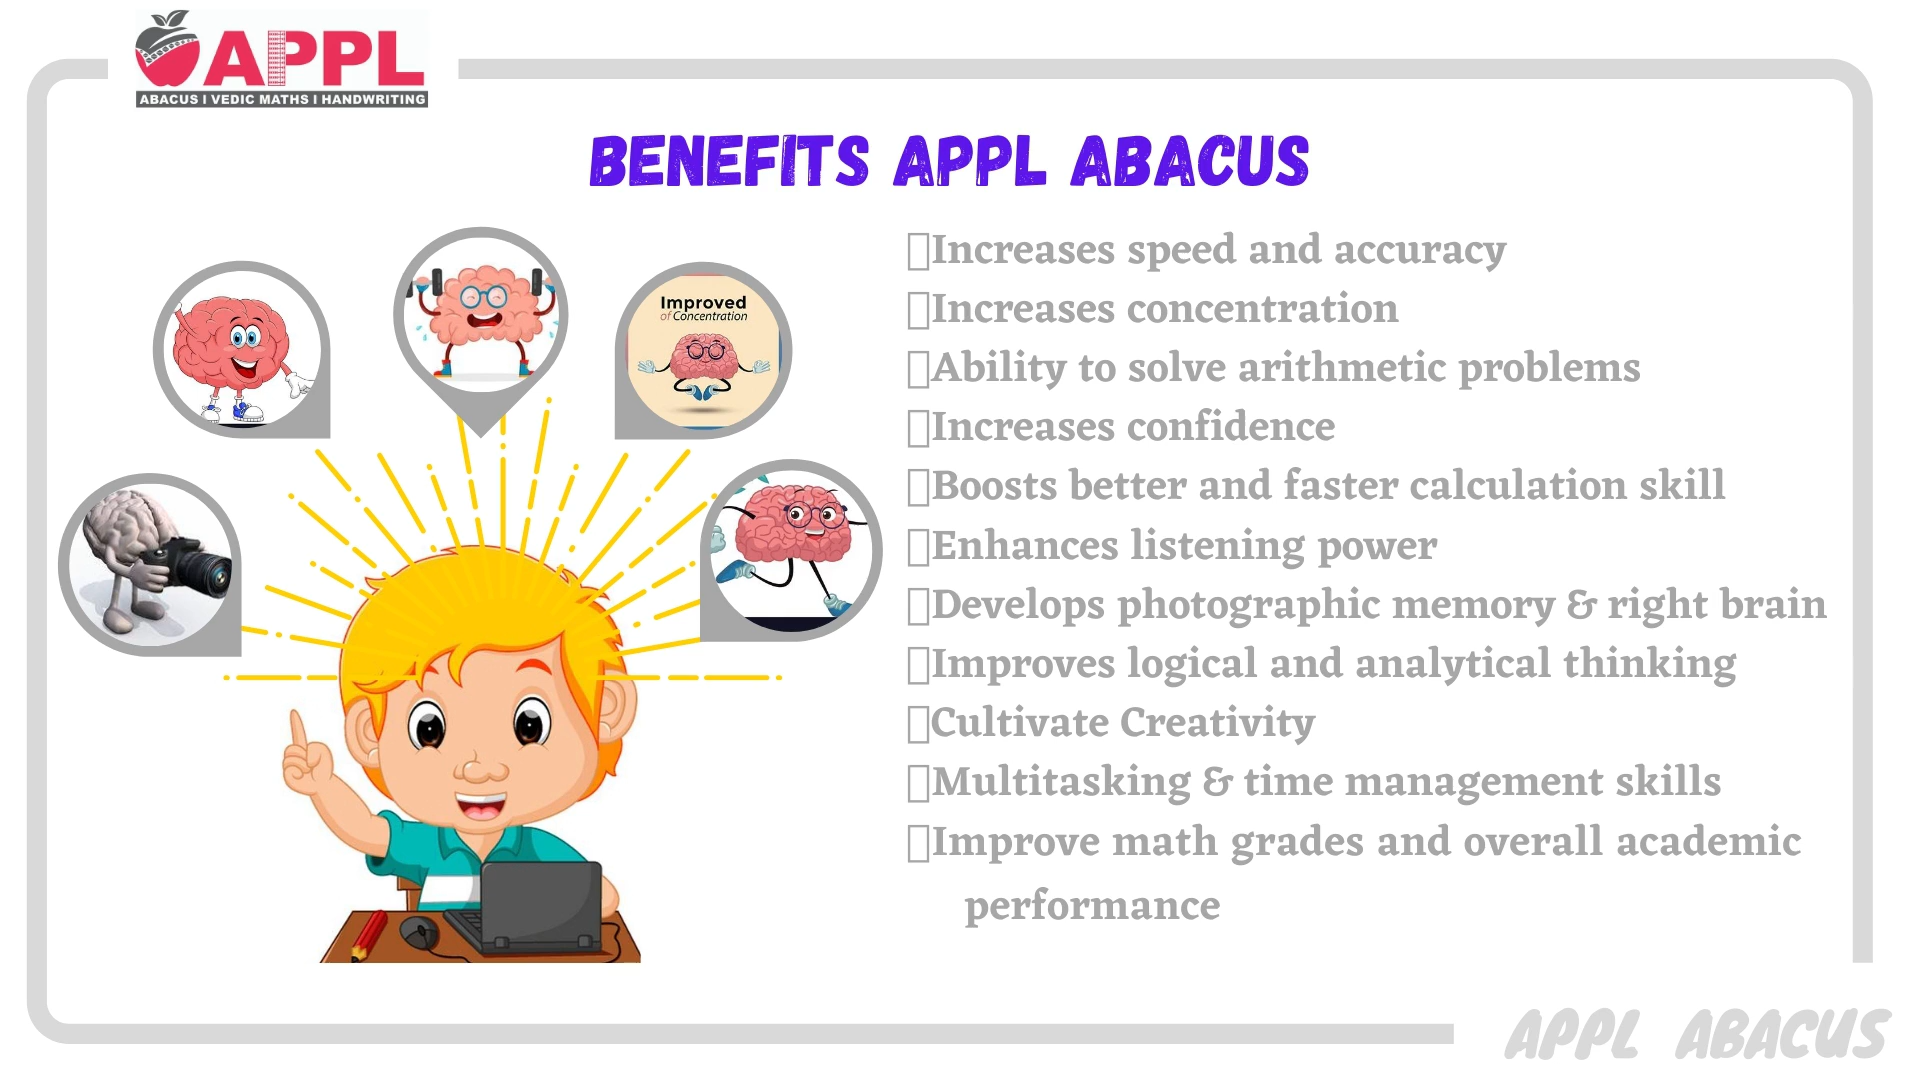 APPL
ABACUS I VEDIC MATHS I HANDWRITING
BENEFITS APPL ABACUS
Improved
of Concentration
Increases speed and accuracy
Increases concentration
Ability to solve arithmetic problems
Increases confidence
Boosts better and faster calculation skill
Enhances listening power
Develops photographic memory & right brain
Improves logical and analytical thinking
Cultivate Creativity
Multitasking & time management skills
Improve math grades and overall academic
performance
APPL ABACUS